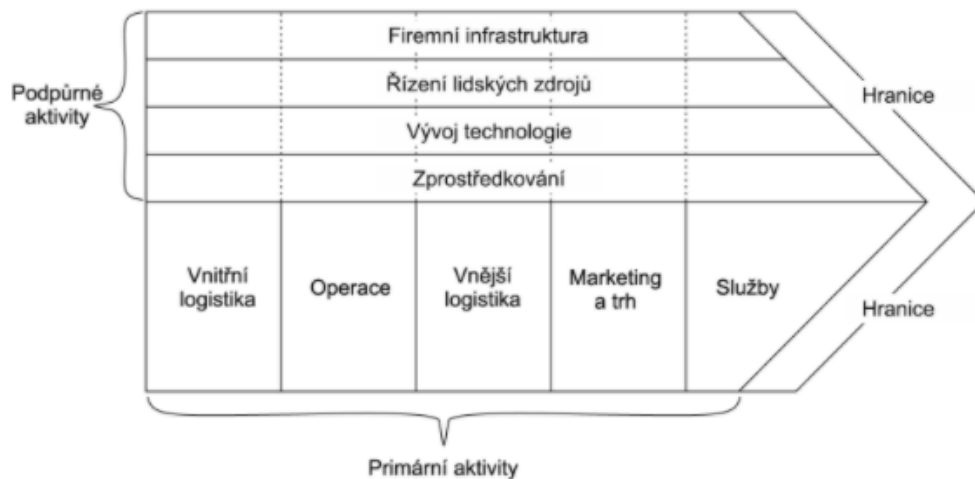 Firemní infrastruktura
Řízení lidských zdrojů
Podpůrné
aktivity
Hranice
Vývoj technologie
Zprostředkování
Vnitřní
logistika
Operace
Vnější
logistika
Marketing
a trh
Služby
Hranice
Primární aktivity